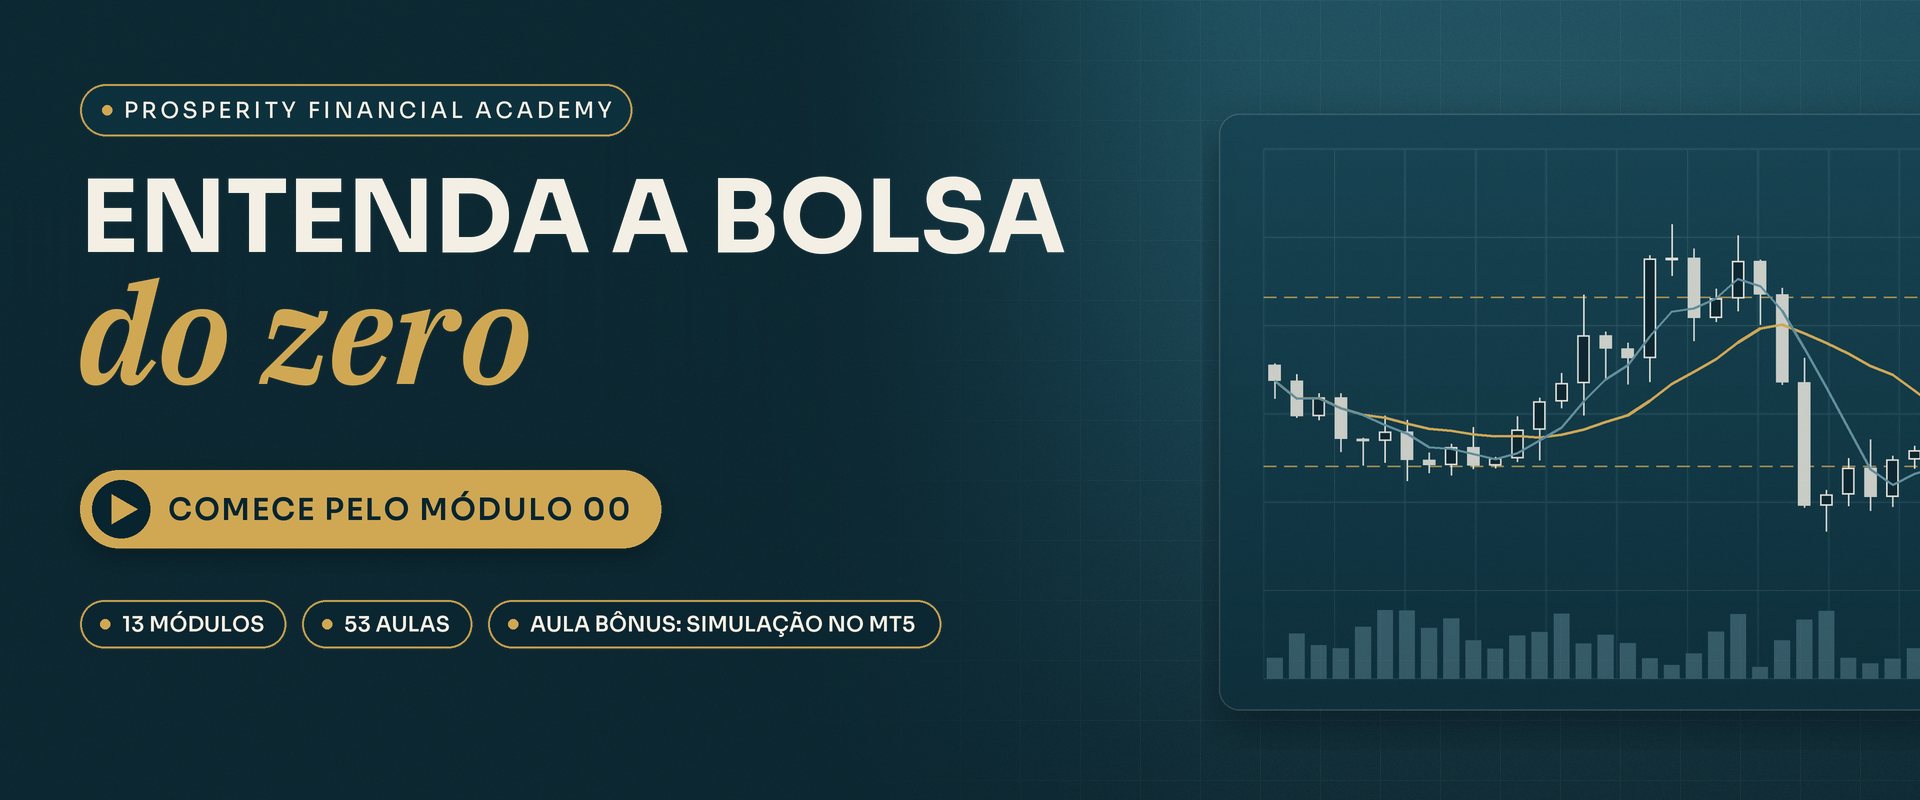 PROSPERITY FINANCIAL ACADEMY
ENTENDA A BOLSA
do zero
COMECE PELO MÓDULO 00
13 MÓDULOS
53 AULAS
AULA BÔNUS: SIMULAÇÃO NO MT5